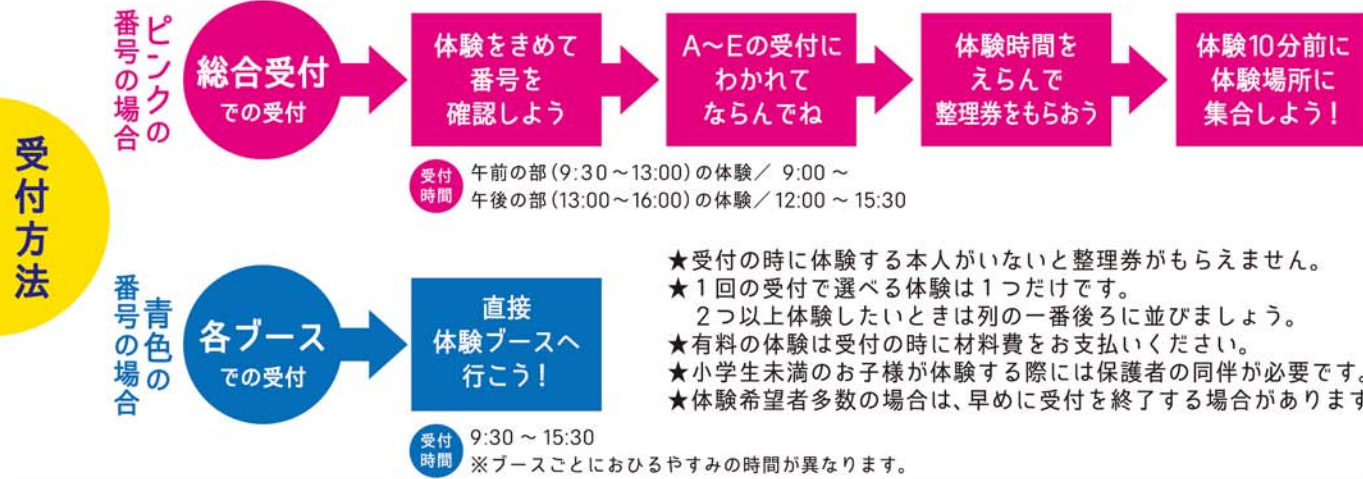 受付方法
ピンクの
番号の場合
総合受付
での受付
体験をきめて
番号を
確認しよう
A〜Eの受付に
わかれて
ならんでね
体験時間を
えらんで
整理券をもらおう
体験10分前に
体験場所に
集合しよう！
受付
時間
午前の部(9:30〜13:00)の体験／ 9:00 〜
午後の部(13:00〜16:00)の体験／12:00 〜 15:30
青色の
番号の場合
各ブース
での受付
直接
体験ブースへ
行こう！
受付
時間
9:30 〜 15:30
※ブースごとにおひるやすみの時間が異なります。
★受付の時に体験する本人がいないと整理券がもらえません。
★1回の受付で選べる体験は1つだけです。
2つ以上体験したいときは列の一番後ろに並びましょう。
★有料の体験は受付の時に材料費をお支払いください。
★小学生未満のお子様が体験する際には保護者の同伴が必要です。
★体験希望者多数の場合は、早めに受付を終了する場合があります